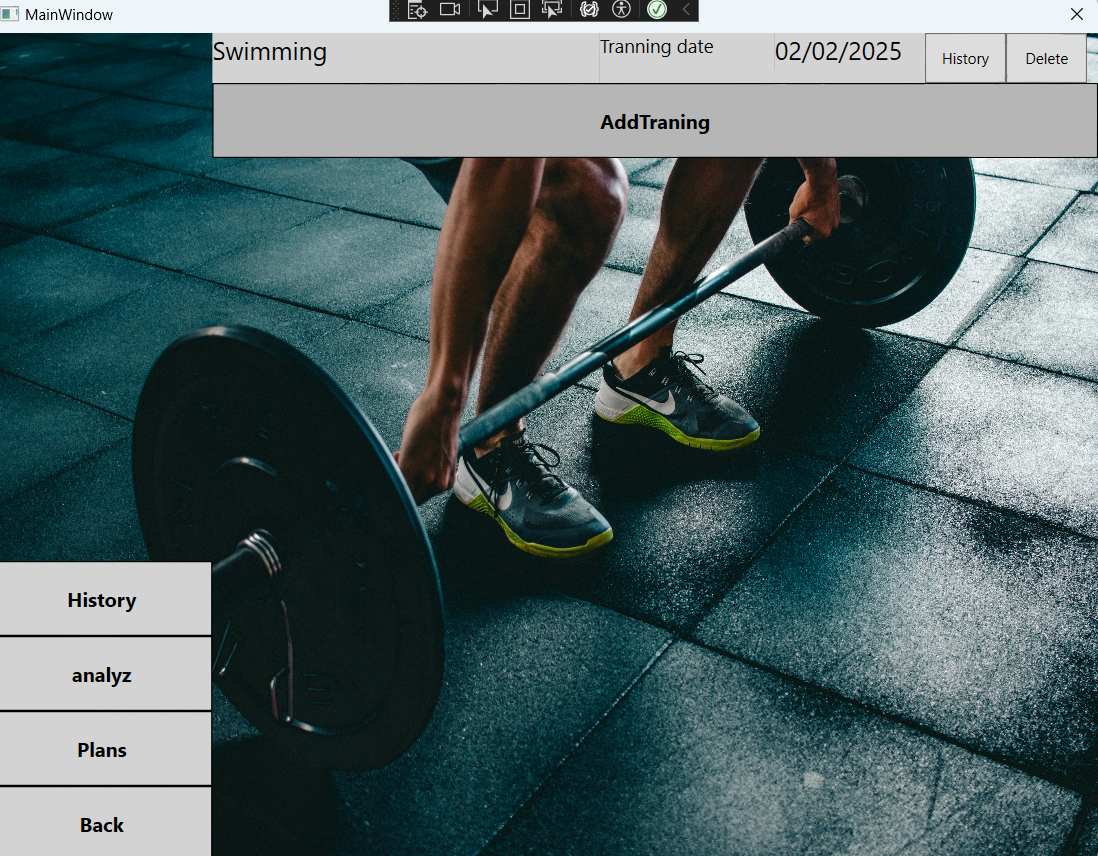 MainWindow
Swimming
Tranning date
02/02/2025
History
Delete
AddTraning
History
analyz
Plans
Back